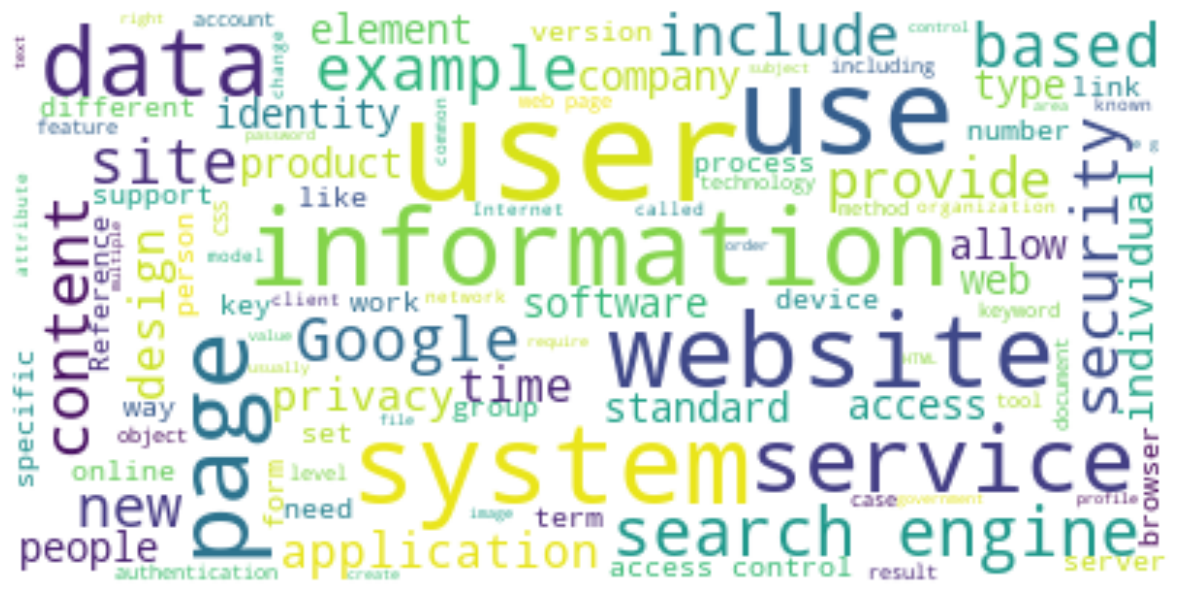 right
account
element
version
include
control
based
text
data
change
example
company
subject
including
type
link
different
identity
web page
use
area
known
feature
password
common
user
number
site
product
process
technology
provide
security
support
like
Internet
called
method
organization
individual
attribute
content
Reference
multiple
design
person
css
model
information
order
allow
web
key
client
work
network
software
device
keyword
page
value
Google
require
website
HTML
usually
specific
way
privacy
time
group
standard
access
tool
document
object
set
file
system
service
browser
online
form
level
new
need
image
term
case
government
profile
people
application
search engine
authentication
create
access control
result
server